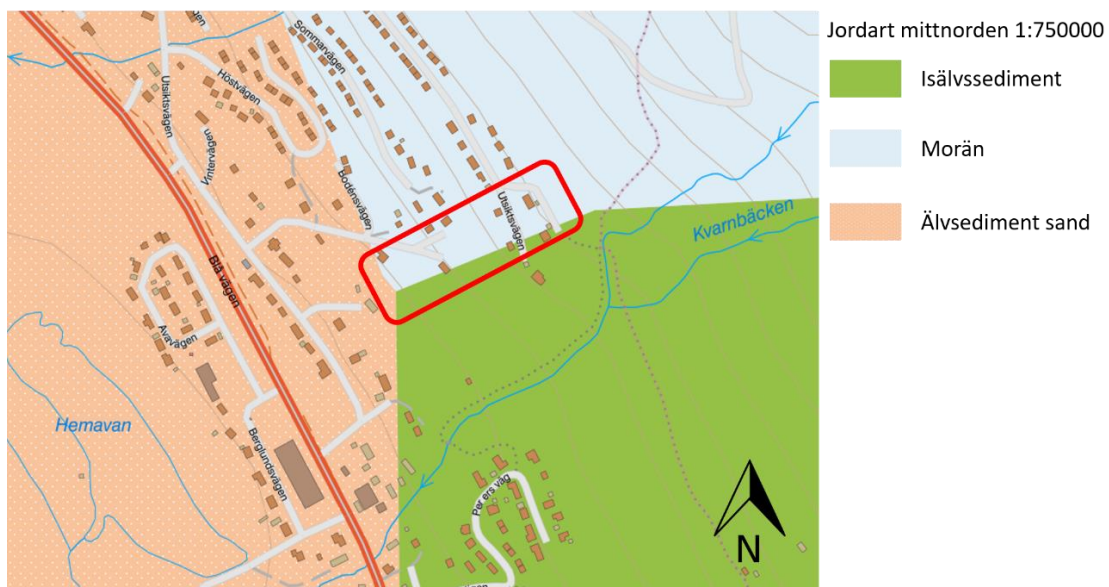 Jordart mittnorden 1:750000
Isälvssediment
Morän
Älvsediment sand
Sommarvägen
Höstvägen
Utsiktsvägen
Vintervägen
Bodénsvägen
Utsiktsvägen
Kvarnbäcken
Blå vägen
Avavägen
Hemavan
Berglundsvägen
Per ers väg
N